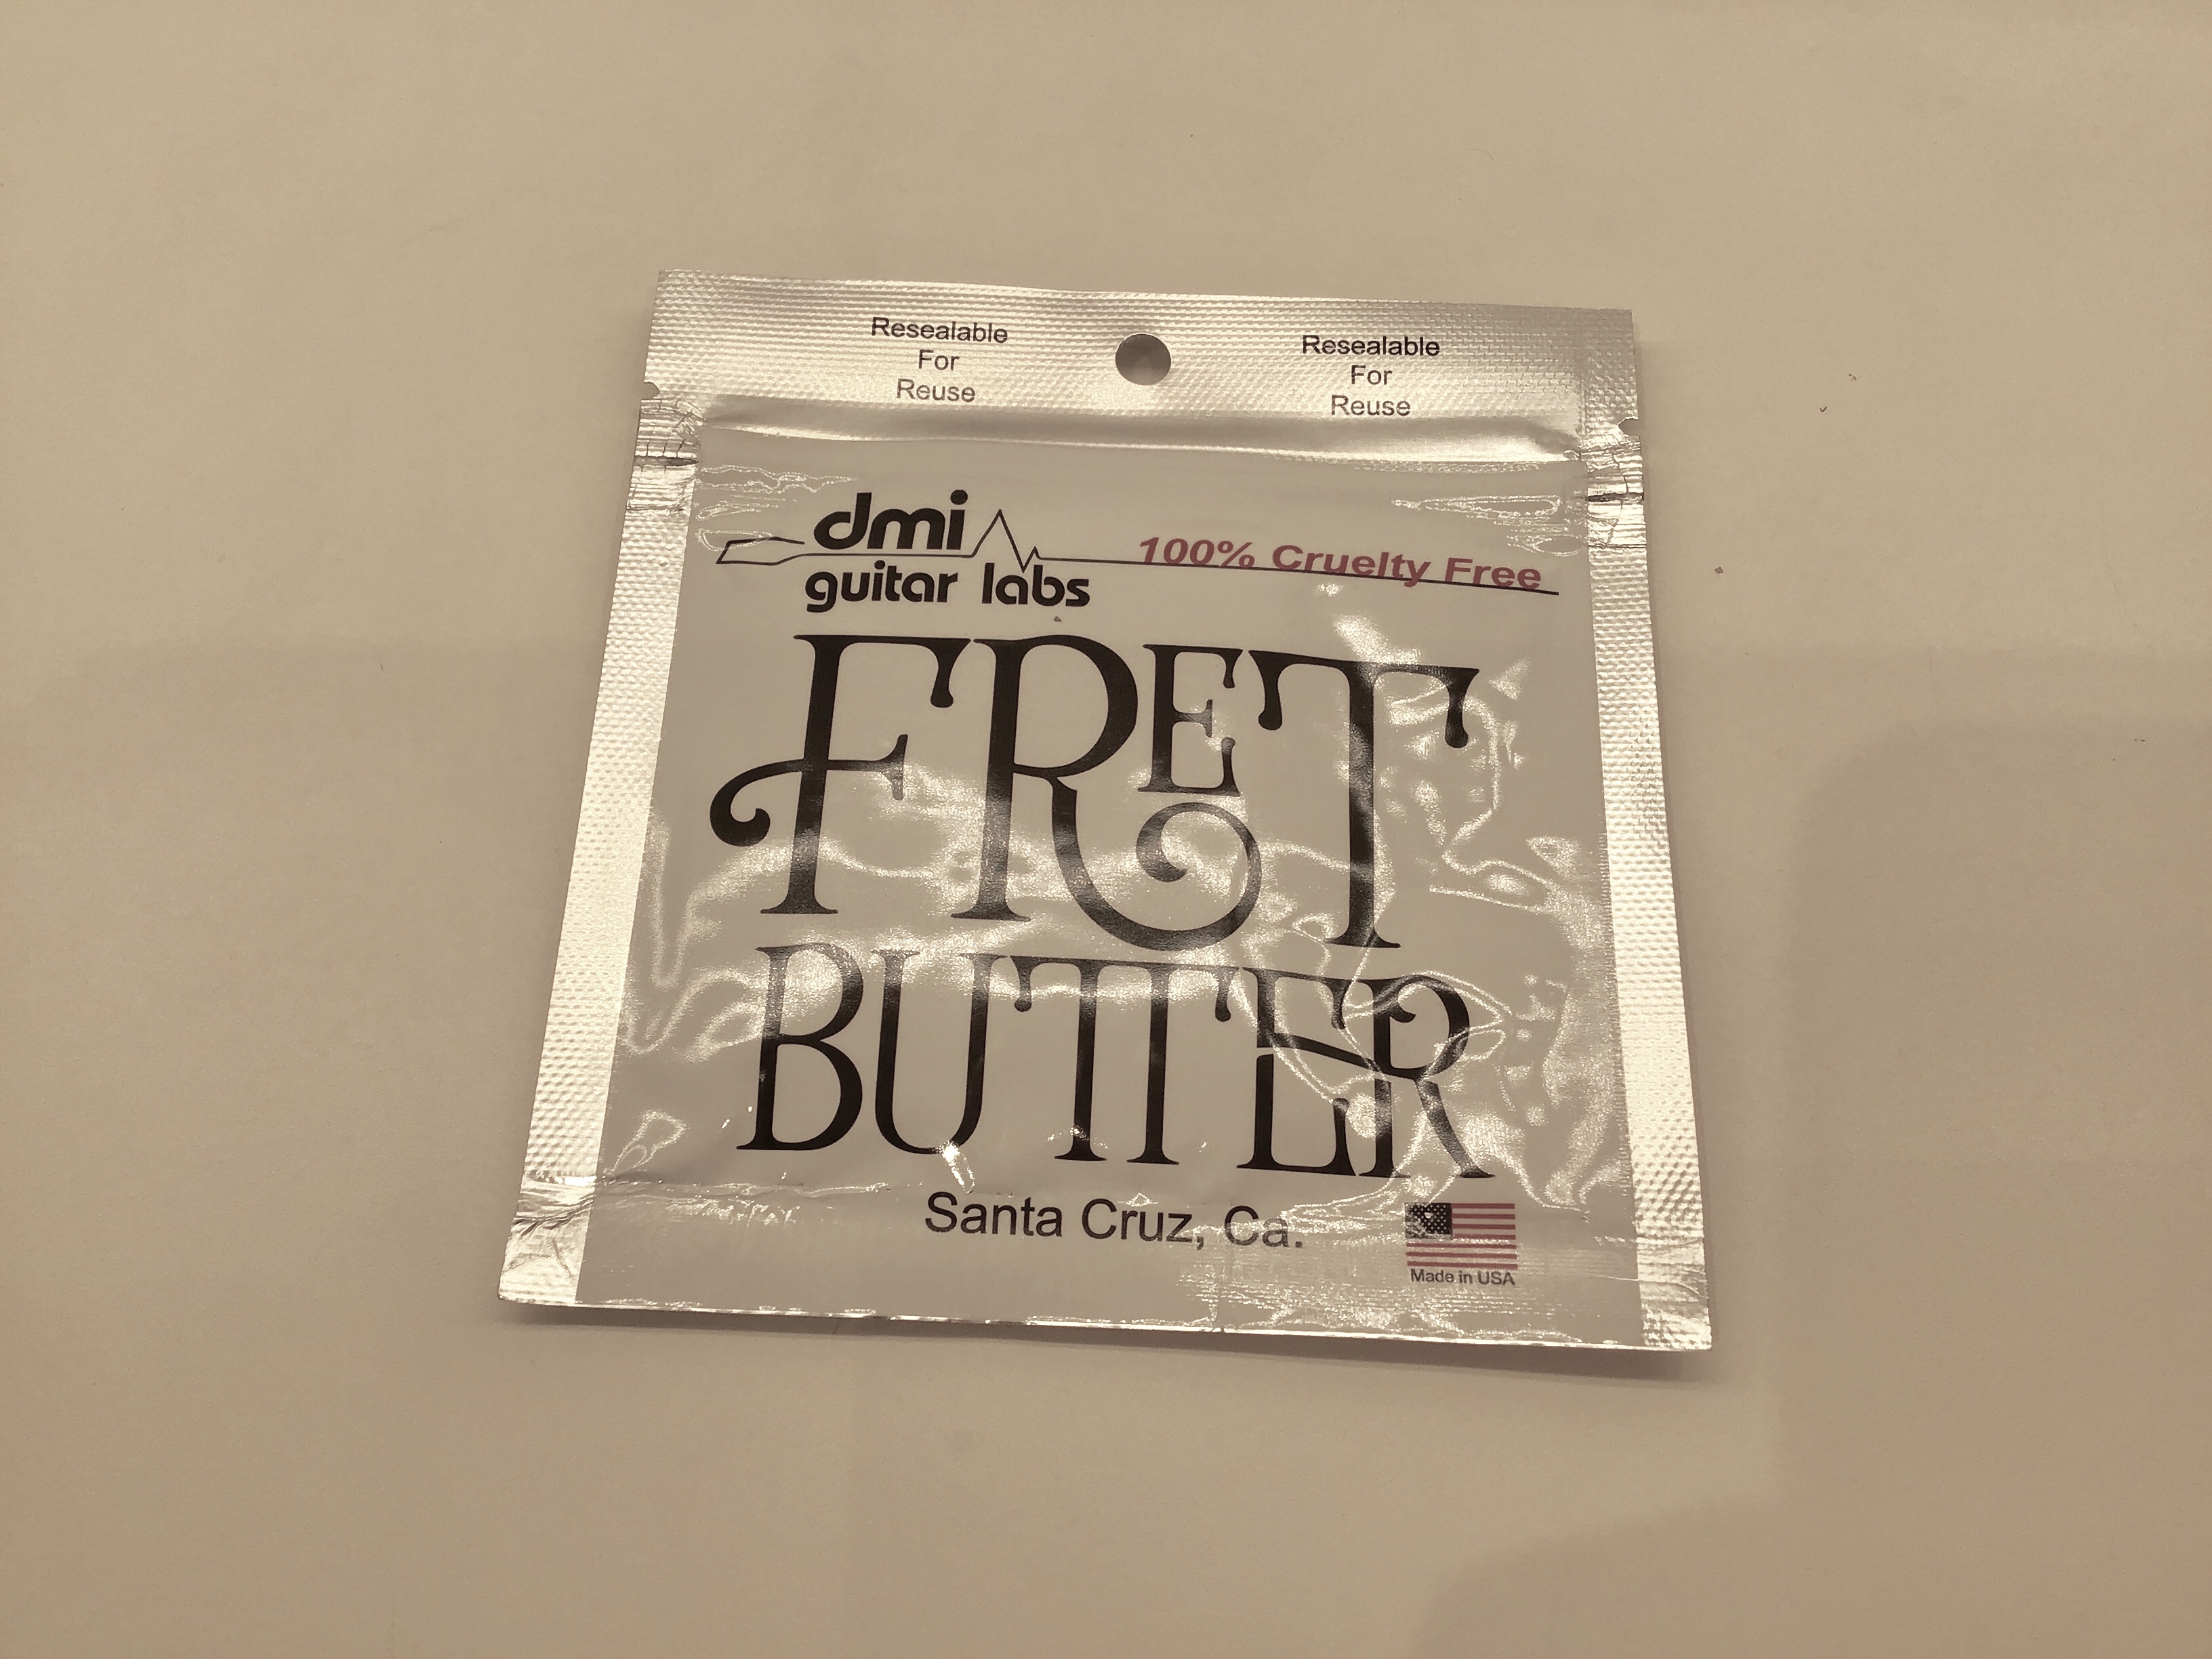 Resealable
For
Reuse
Resealable
For
Reuse
dmi
guitar labs
100% Cruelty Free
FRET
BUTTER
Santa Cruz, Ca.
Made in USA